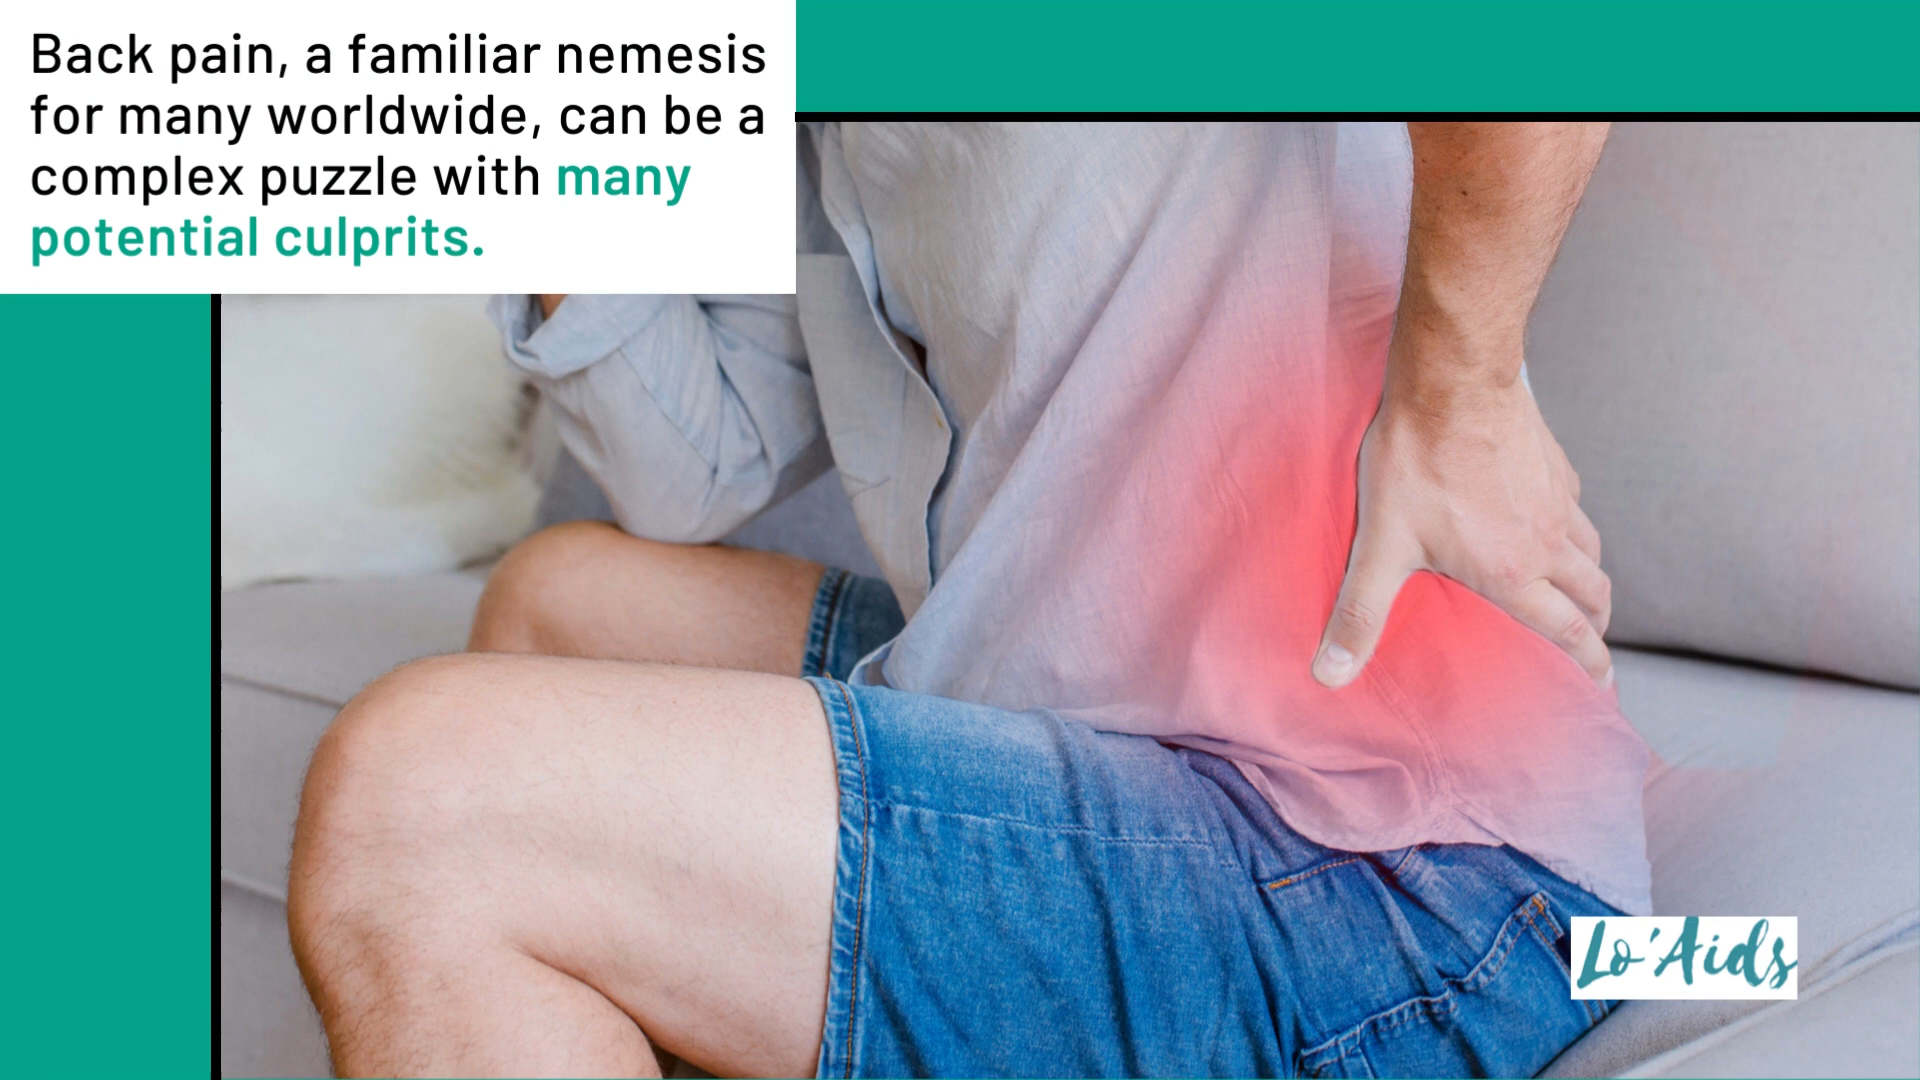 Back pain, a familiar nemesis
for many worldwide, can be a
complex puzzle with many
potential culprits.
Lo'Aids